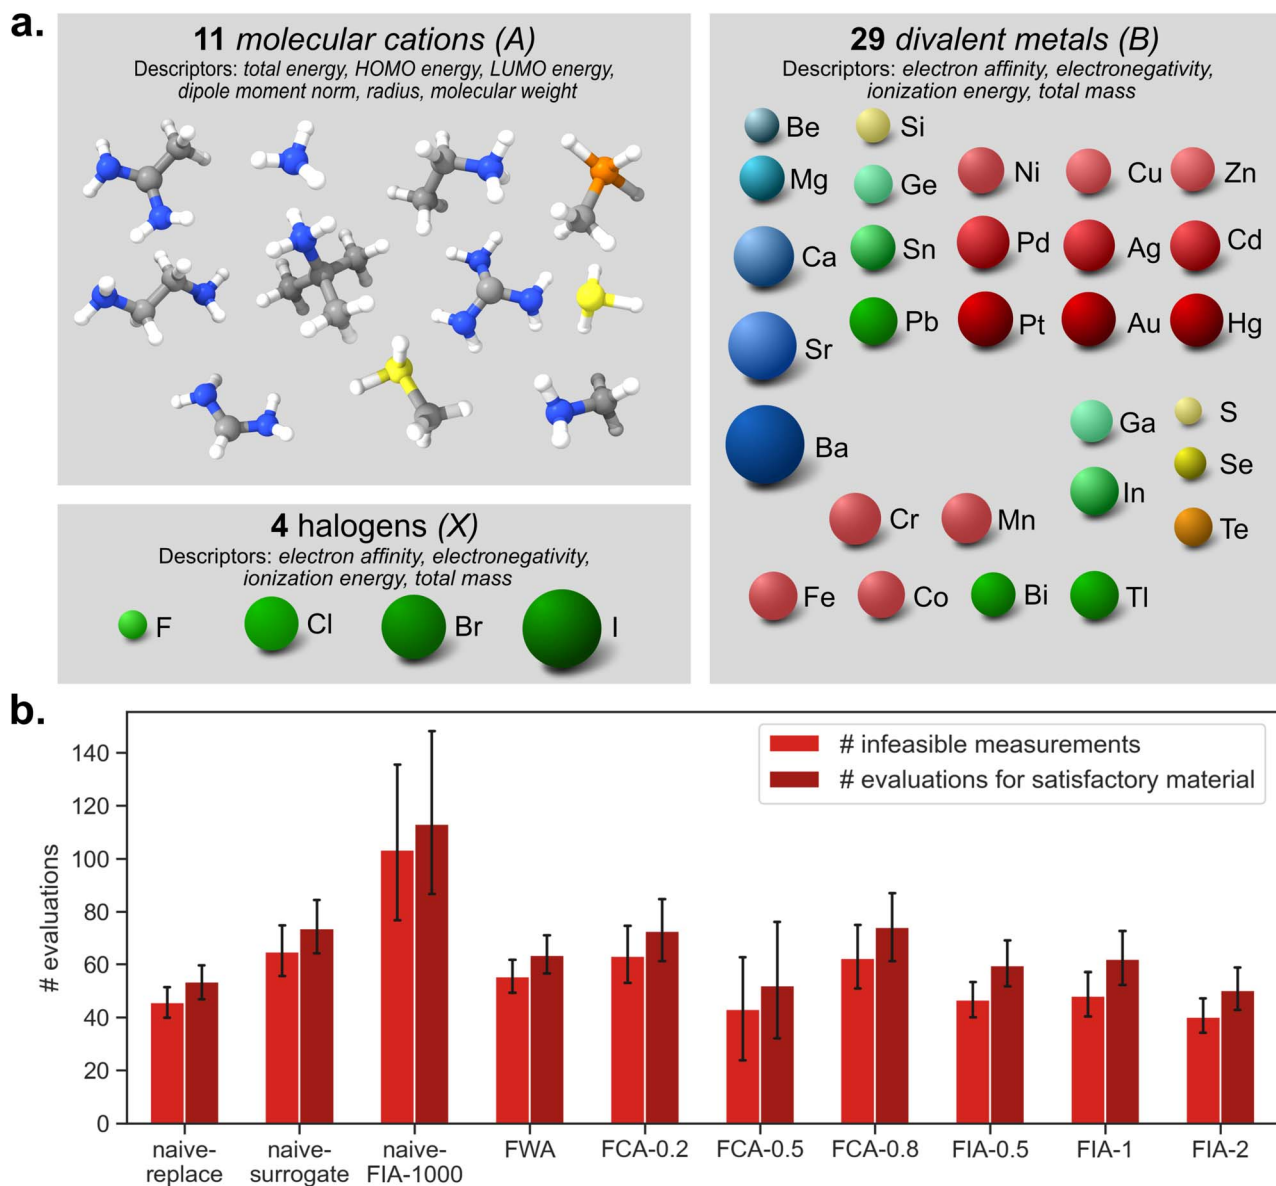 a.
11 molecular cations (A)
Descriptors: total energy, HOMO energy, LUMO energy,
dipole moment norm, radius, molecular weight
4 halogens (X)
Descriptors: electron affinity, electronegativity,
ionization energy, total mass
F
Cl
Br
I
29 divalent metals (B)
Descriptors: electron affinity, electronegativity,
ionization energy, total mass
Be
Si
Mg
Ge
Ni
Cu
Zn
Ca
Sn
Pd
Ag
Cd
Sr
Pb
Pt
Au
Hg
Ba
Ga
S
In
Se
Cr
Mn
Te
Fe
Co
Bi
Tl
b.
# infeasible measurements
# evaluations for satisfactory material
# evaluations
140
120
100
80
60
40
20
0
naive-
replace
naive-
surrogate
naive-
FIA-1000
FWA
FCA-0.2
FCA-0.5
FCA-0.8
FIA-0.5
FIA-1
FIA-2